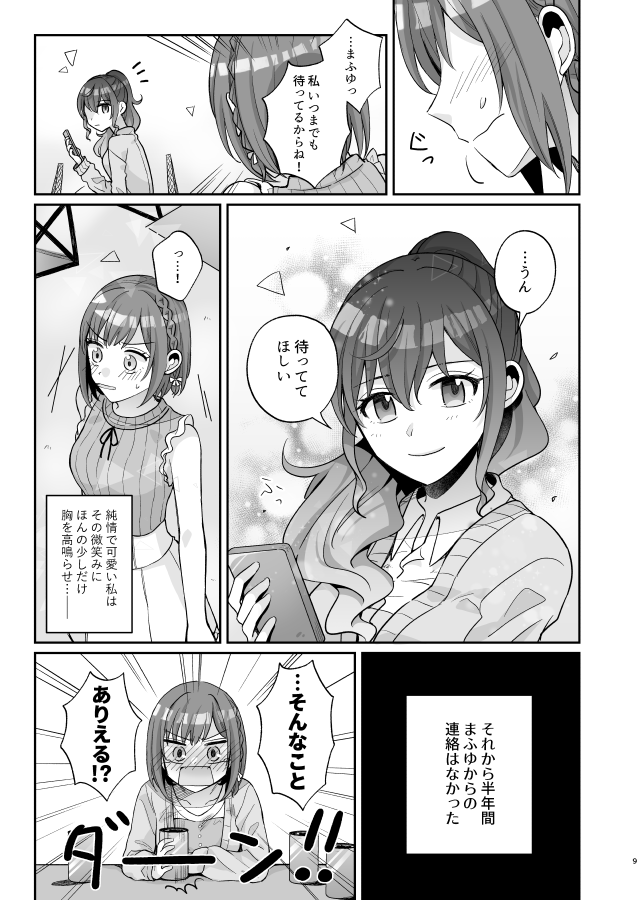 ぐっ
…まふゆっ
私いつまでも
待ってるからね！
…うん
待ってて
ほしい
ふっ
っ…！
純情で可愛い私は
その微笑みに
ほんの少しだけ
胸を高鳴らせ…――
それから半年間
まふゆからの
連絡はなかった
…そんなこと
ありえる!?
ダーン!!
9